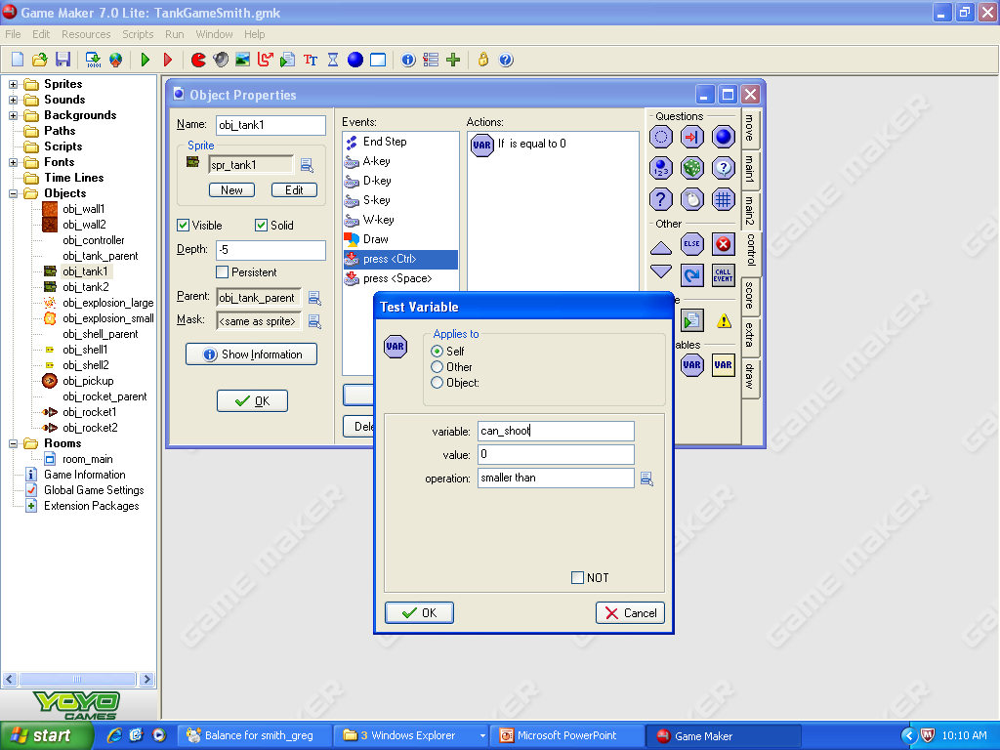 Game Maker 7.0 Lite: TankGameSmith.gmk
File Edit Resources Scripts Run Window Help
Sprites
Sounds
Backgrounds
Paths
Scripts
Fonts
Time Lines
Objects
obj_wall1
obj_wall2
obj_controller
obj_tank_parent
obj_tank1
obj_tank2
obj_explosion_large
obj_explosion_small
obj_shell_parent
obj_shell1
obj_shell2
obj_pickup
obj_rocket_parent
obj_rocket1
obj_rocket2
Rooms
room_main
Game Information
Global Game Settings
Extension Packages
YOYO
GAMES
Object Properties
Name: obj_tank1
Sprite
spr_tank1
New Edit
Visible Solid
Depth: -5
Persistent
Parent: obj_tank_parent
Mask: <same as sprite>
Show Information
OK
Events:
End Step
A-key
D-key
S-key
W-key
Draw
press <Ctrl>
press <Space>
Dele
Actions:
VAR If is equal to 0
Questions
Other
ELSE
CALL
EVENT
ables
VAR VAR
move
main1
main2
control
score
extra
draw
Test Variable
VAR
Applies to
Self
Other
Object:
variable: can_shoot
value: 0
operation: smaller than
NOT
OK Cancel
GAME MAKER
start
Balance for smith_greg
3 Windows Explorer
Microsoft PowerPoint
Game Maker
10:10 AM